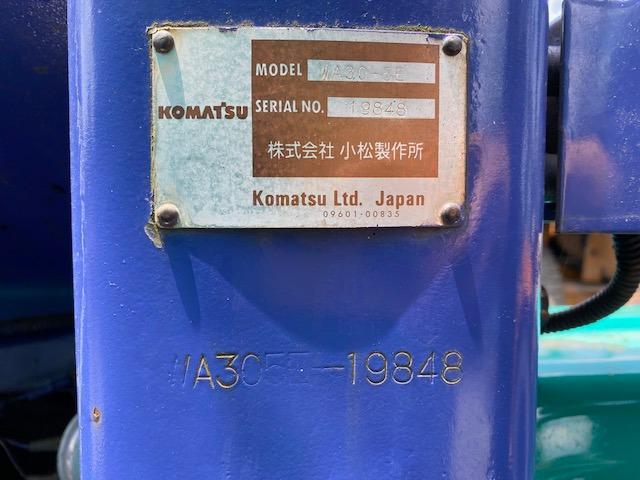 MODEL WA30-5E
KOMATSU
SERIAL NO. 19848
株式会社 小松製作所
Komatsu Ltd. Japan
09601-00835
WA305E-19848